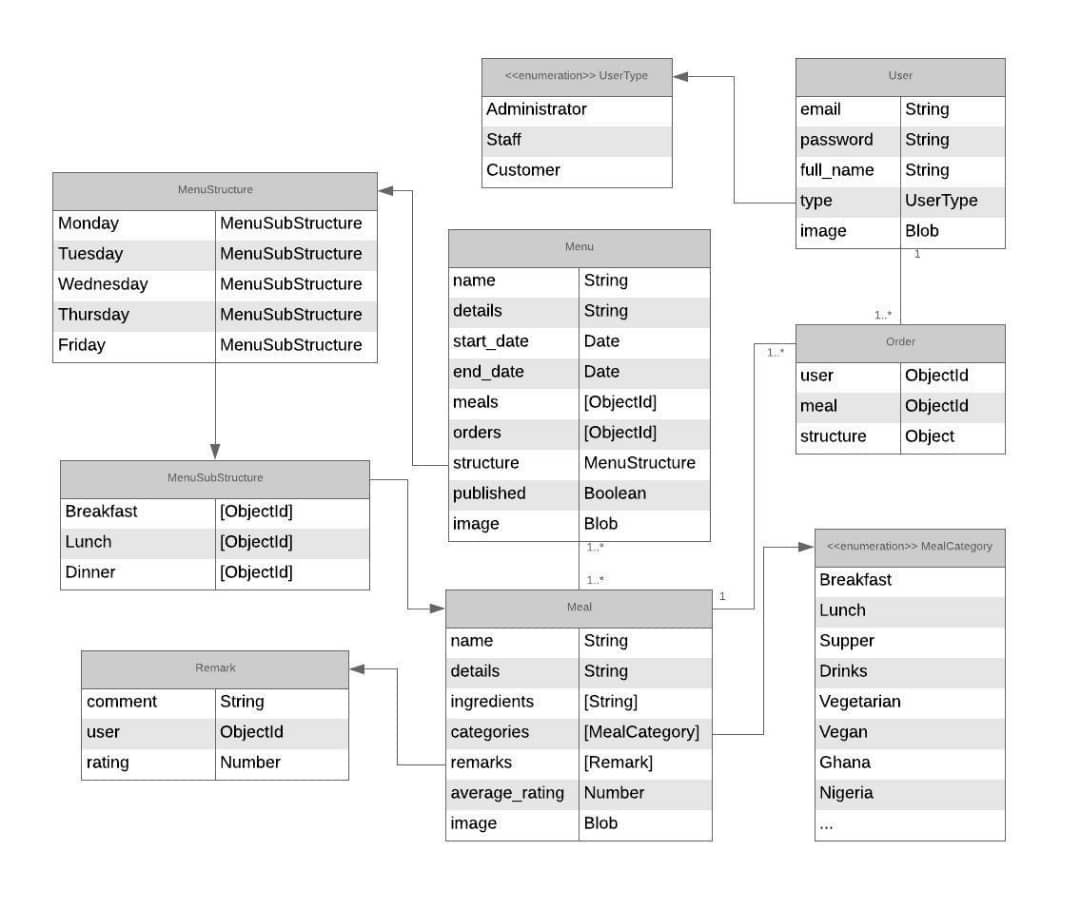 <<enumeration>> UserType
Administrator
Staff
Customer
User
email String
password String
full_name String
type UserType
image Blob
1
1..*
MenuStructure
Monday MenuSubStructure
Tuesday MenuSubStructure
Wednesday MenuSubStructure
Thursday MenuSubStructure
Friday MenuSubStructure
Menu
name String
details String
start_date Date
end_date Date
meals [ObjectId]
orders [ObjectId]
structure MenuStructure
published Boolean
image Blob
1..*
1..*
Order
user ObjectId
meal ObjectId
structure Object
1..*
1
MenuSubStructure
Breakfast [ObjectId]
Lunch [ObjectId]
Dinner [ObjectId]
<<enumeration>> MealCategory
Breakfast
Lunch
Supper
Drinks
Vegetarian
Vegan
Ghana
Nigeria
...
Meal
name String
details String
ingredients [String]
categories [MealCategory]
remarks [Remark]
average_rating Number
image Blob
Remark
comment String
user ObjectId
rating Number